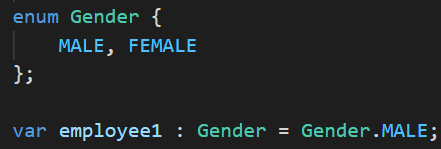 enum Gender {
    MALE, FEMALE
};
var employee1 : Gender = Gender.MALE;